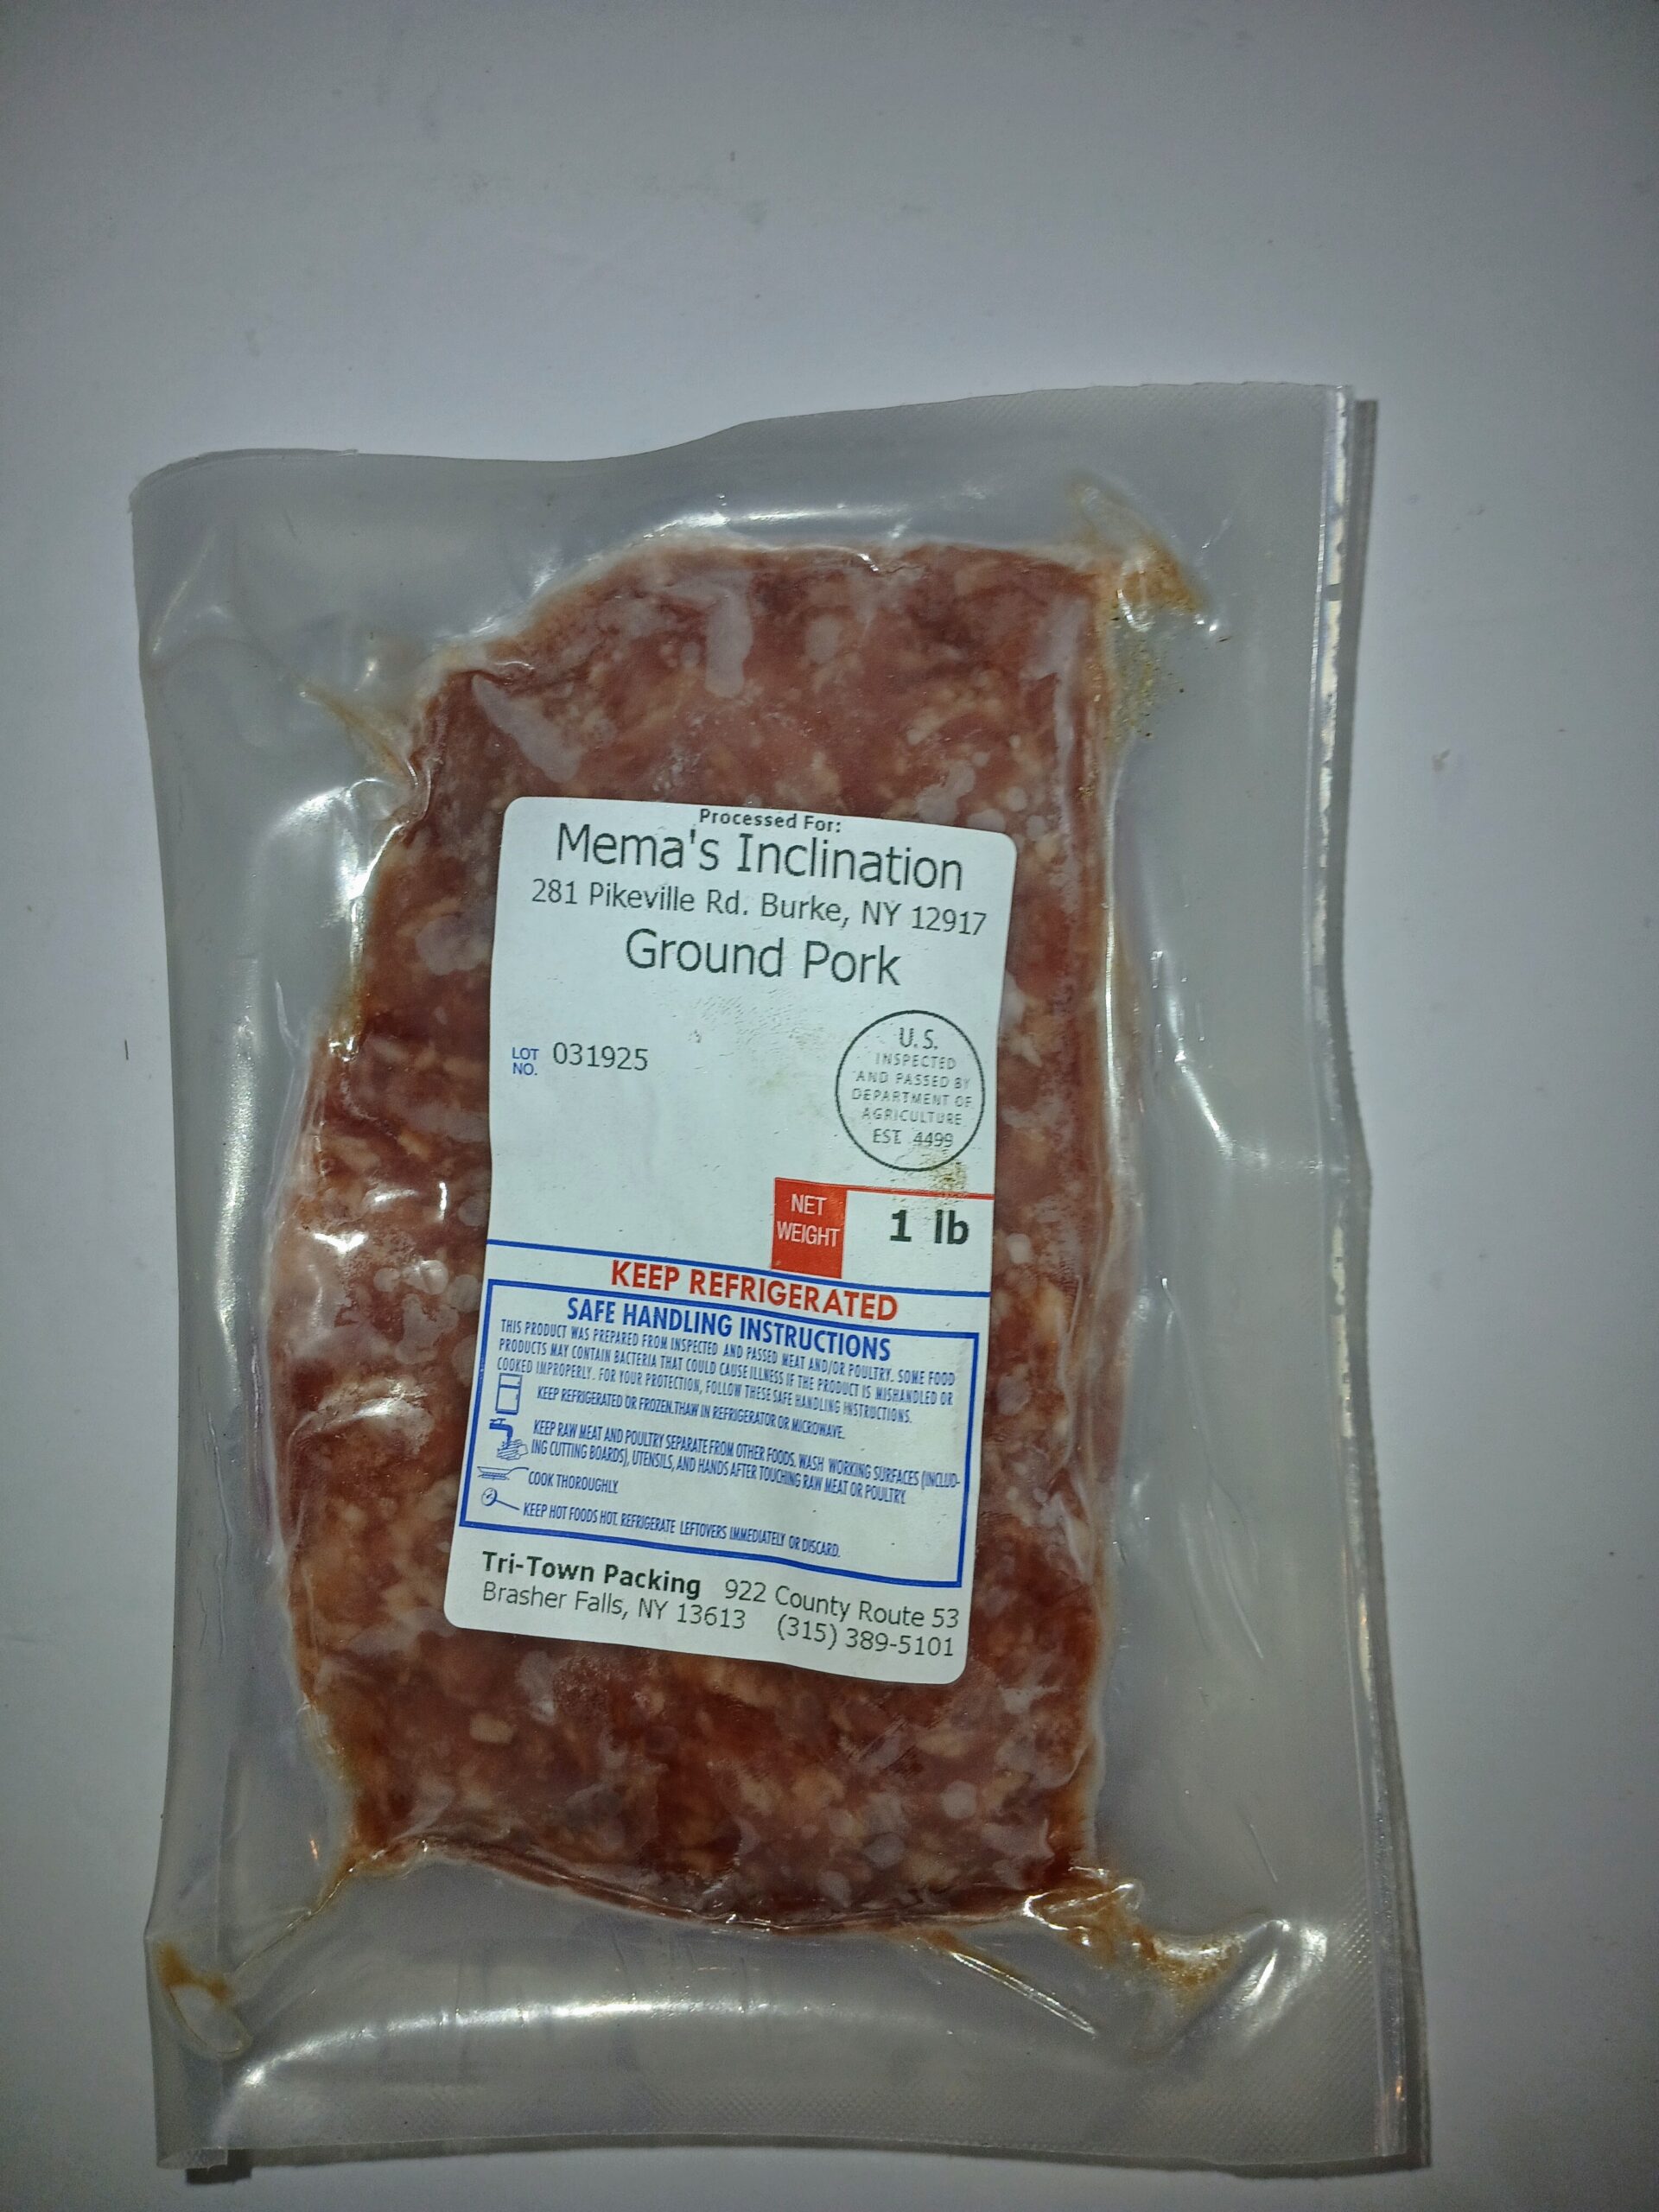 Processed For:
Mema's Inclination
281 Pikeville Rd. Burke, NY 12917
Ground Pork
LOT
NO. 031925
U.S.
INSPECTED
AND PASSED BY
DEPARTMENT OF
AGRICULTURE
EST. 4499
NET
WEIGHT
1 lb
KEEP REFRIGERATED
SAFE HANDLING INSTRUCTIONS
THIS PRODUCT WAS PREPARED FROM INSPECTED AND PASSED MEAT AND/OR POULTRY. SOME FOOD
PRODUCTS MAY CONTAIN BACTERIA THAT COULD CAUSE ILLNESS IF THE PRODUCT IS MISHANDLED OR
COOKED IMPROPERLY. FOR YOUR PROTECTION, FOLLOW THESE SAFE HANDLING INSTRUCTIONS.
KEEP REFRIGERATED OR FROZEN.THAW IN REFRIGERATOR OR MICROWAVE.
KEEP RAW MEAT AND POULTRY SEPARATE FROM OTHER FOODS. WASH WORKING SURFACES (INCLUD-
ING CUTTING BOARDS), UTENSILS, AND HANDS AFTER TOUCHING RAW MEAT OR POULTRY.
COOK THOROUGHLY.
KEEP HOT FOODS HOT. REFRIGERATE LEFTOVERS IMMEDIATELY OR DISCARD.
Tri-Town Packing 922 County Route 53
Brasher Falls, NY 13613 (315) 389-5101